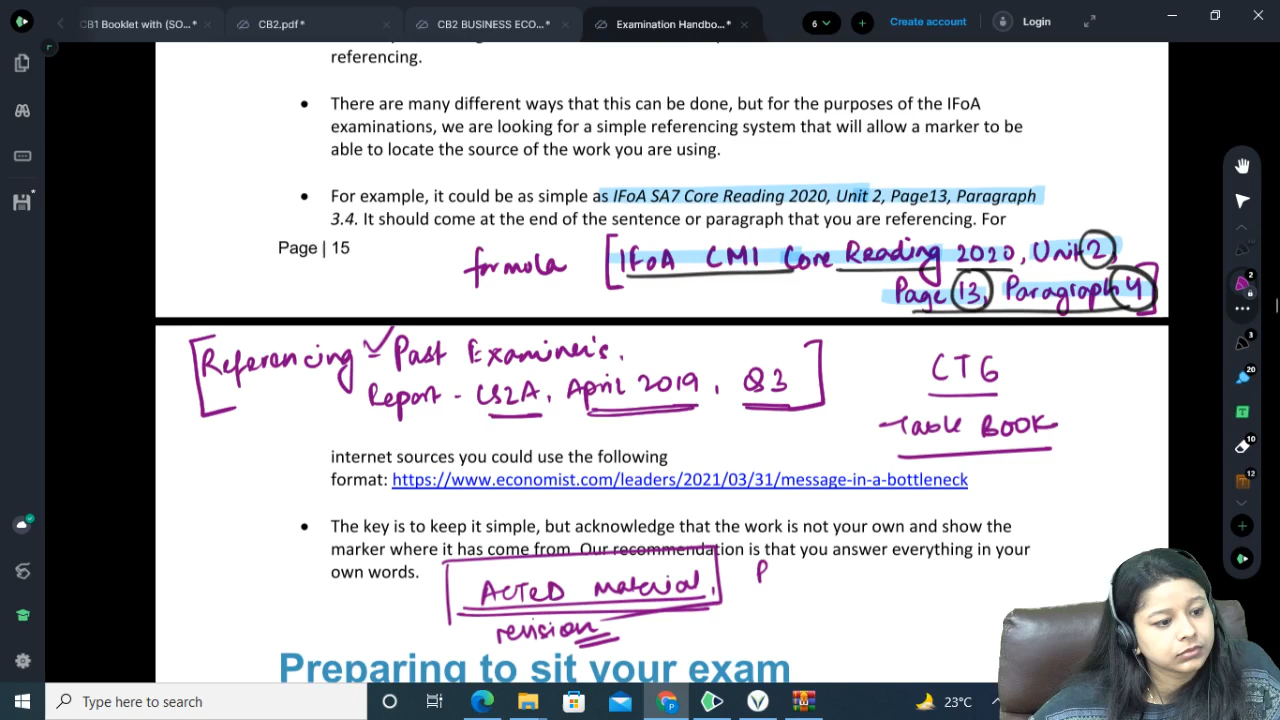 CB1 Booklet with (SO...*
CB2.pdf*
CB2 BUSINESS ECO...*
Examination Handbo...*
6
Create account
Login
referencing.
There are many different ways that this can be done, but for the purposes of the IFoA
examinations, we are looking for a simple referencing system that will allow a marker to be
able to locate the source of the work you are using.
For example, it could be as simple as IFoA SA7 Core Reading 2020, Unit 2, Page13, Paragraph
3.4. It should come at the end of the sentence or paragraph that you are referencing. For
Page | 15
formula [IFoA CM1 Core Reading 2020, Unit 2,
Page 13, Paragraph 4]
[Referencing - Past Examiner's.
Report - CS2A, April 2019, Q3]
CT6
Table BOOK
internet sources you could use the following
format: https://www.economist.com/leaders/2021/03/31/message-in-a-bottleneck
The key is to keep it simple, but acknowledge that the work is not your own and show the
marker where it has come from. Our recommendation is that you answer everything in your
own words.
ACTED material. P
revision
Preparing to sit your exam
2
3
20
10
12
Type here to search
23°C